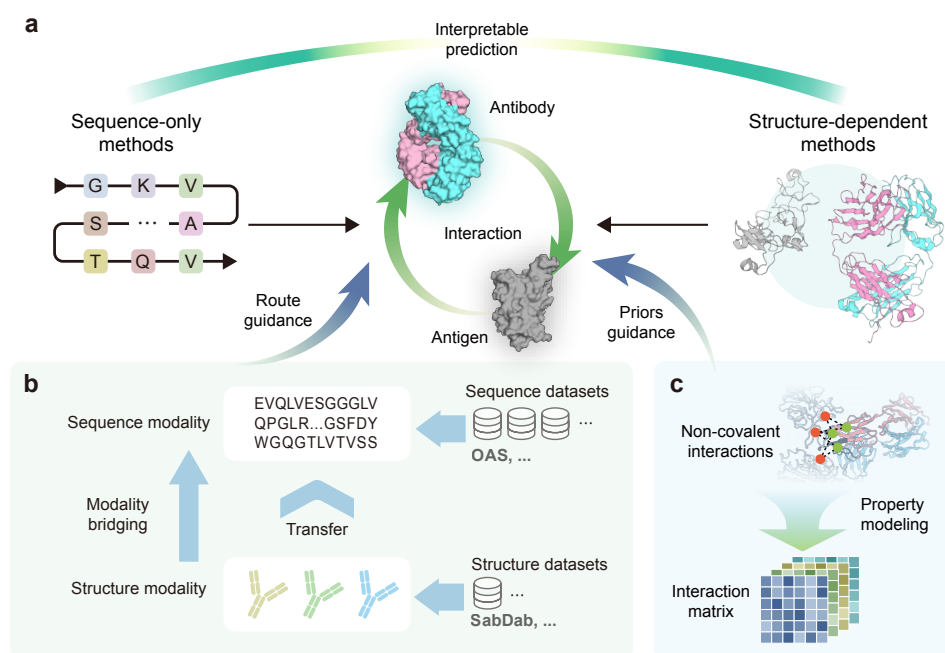 a
Interpretable
prediction
Sequence-only
methods
Antibody
Structure-dependent
methods
G K V
S ... A
T Q V
Interaction
Route
guidance
Antigen
Priors
guidance
b
Sequence modality
EVQLVESGGGLV
QPGLR...GSFDY
WGQGTLVTVSS
Sequence datasets
...
OAS, ...
Modality
bridging
Transfer
Structure modality
Structure datasets
...
SabDab, ...
c
Non-covalent
interactions
Property
modeling
Interaction
matrix